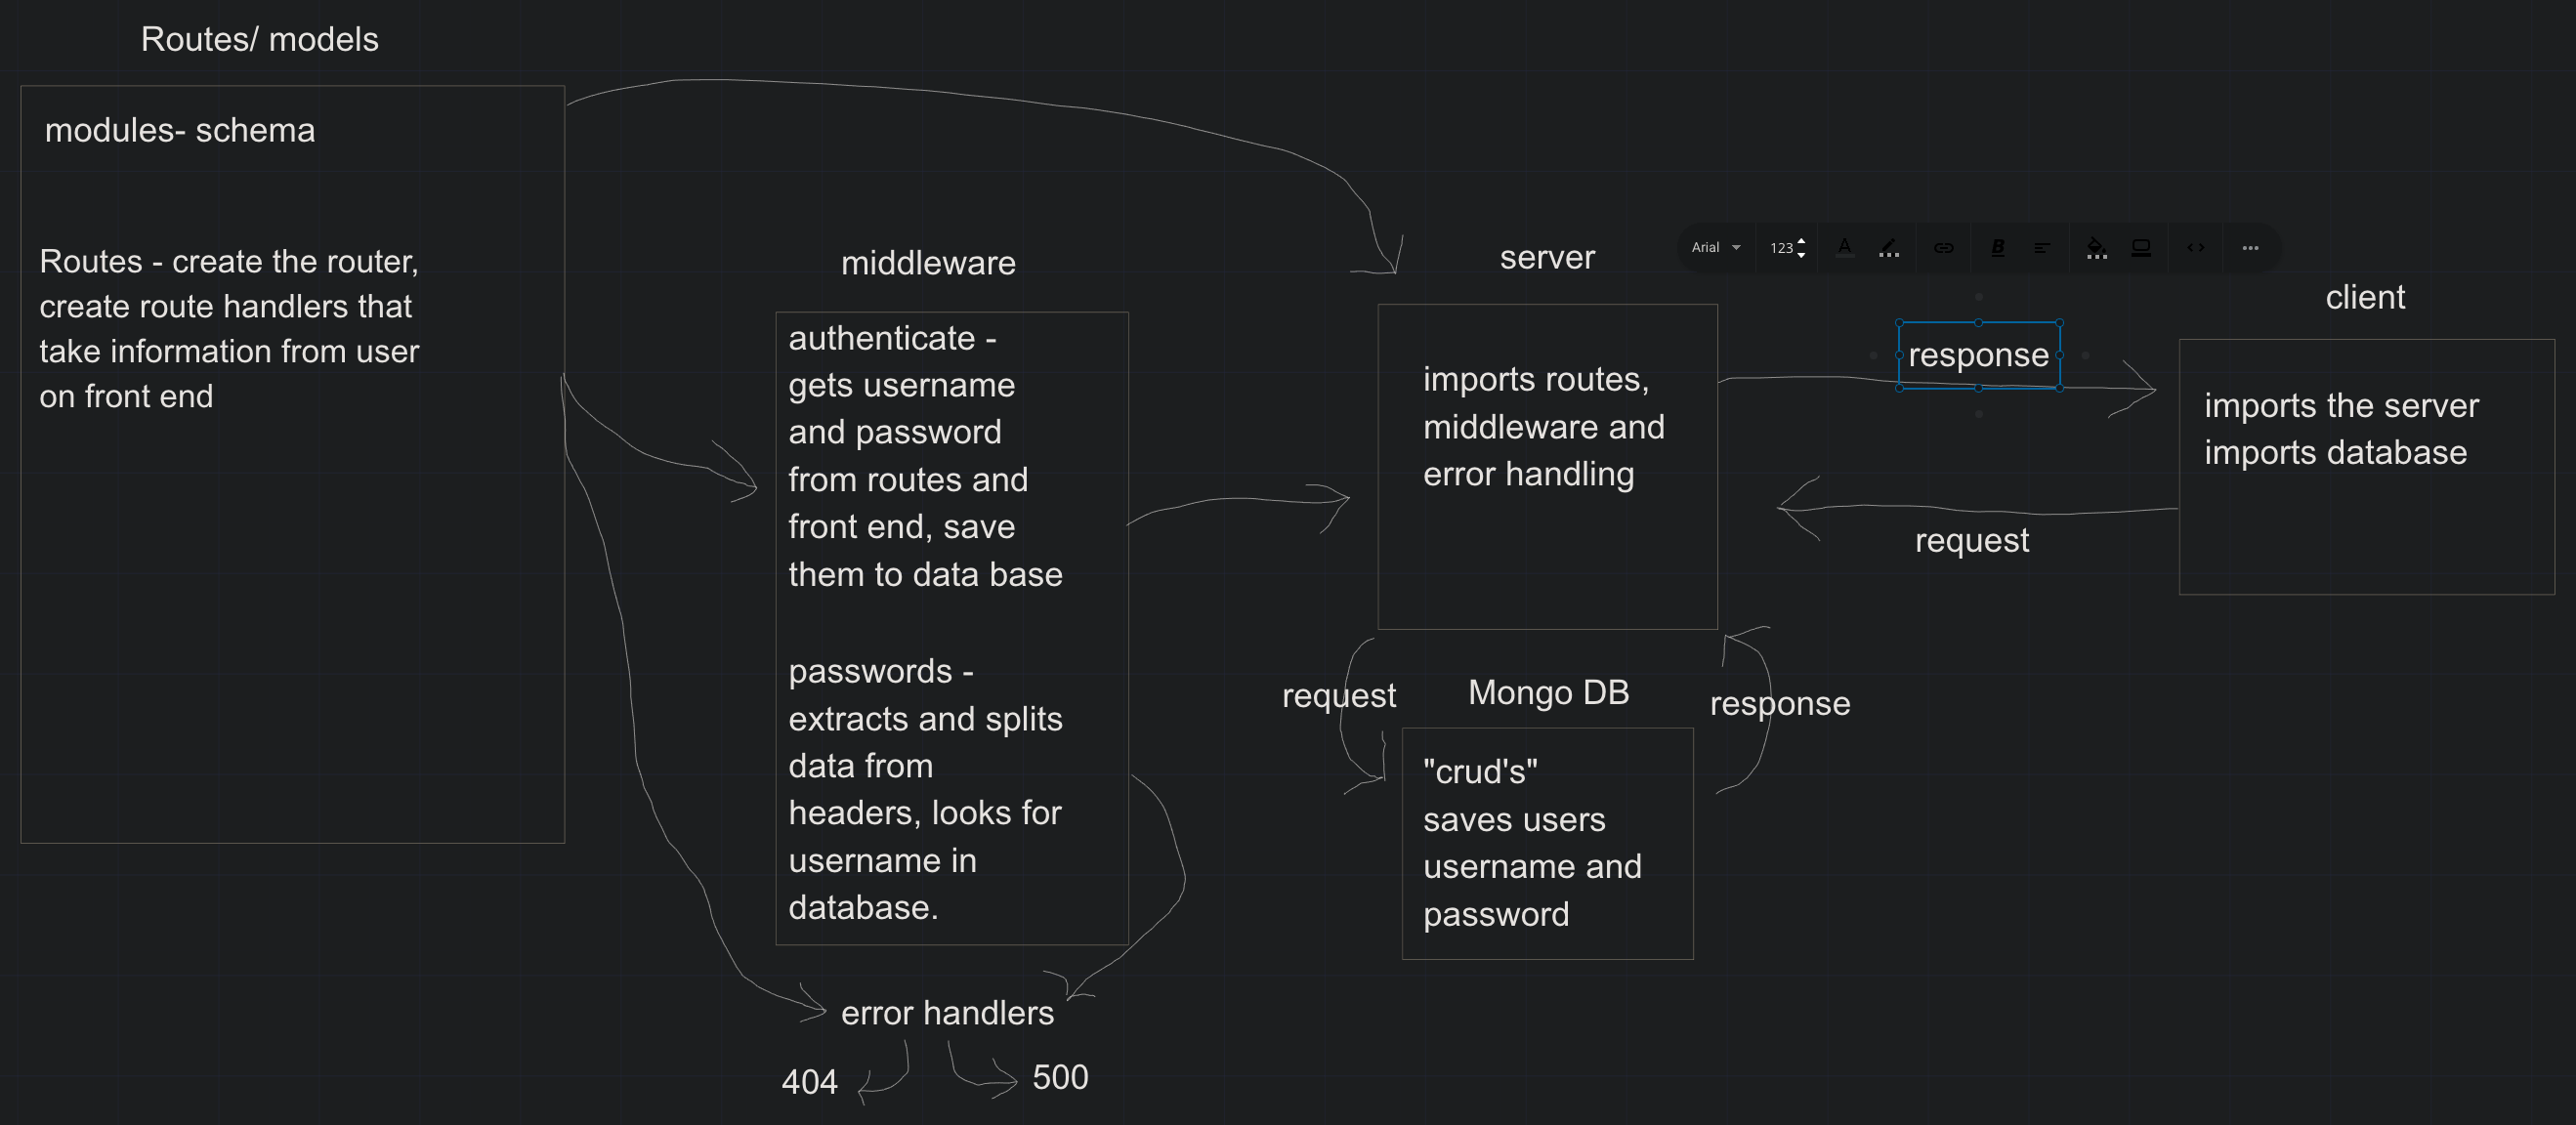 Routes/ models
modules- schema
Routes - create the router,
create route handlers that
take information from user
on front end
middleware
authenticate -
gets username
and password
from routes and
front end, save
them to data base
passwords -
extracts and splits
data from
headers, looks for
username in
database.
error handlers
404
500
server
imports routes,
middleware and
error handling
request
Mongo DB
response
"crud's"
saves users
username and
password
Arial
123
A
B
response
request
client
imports the server
imports database